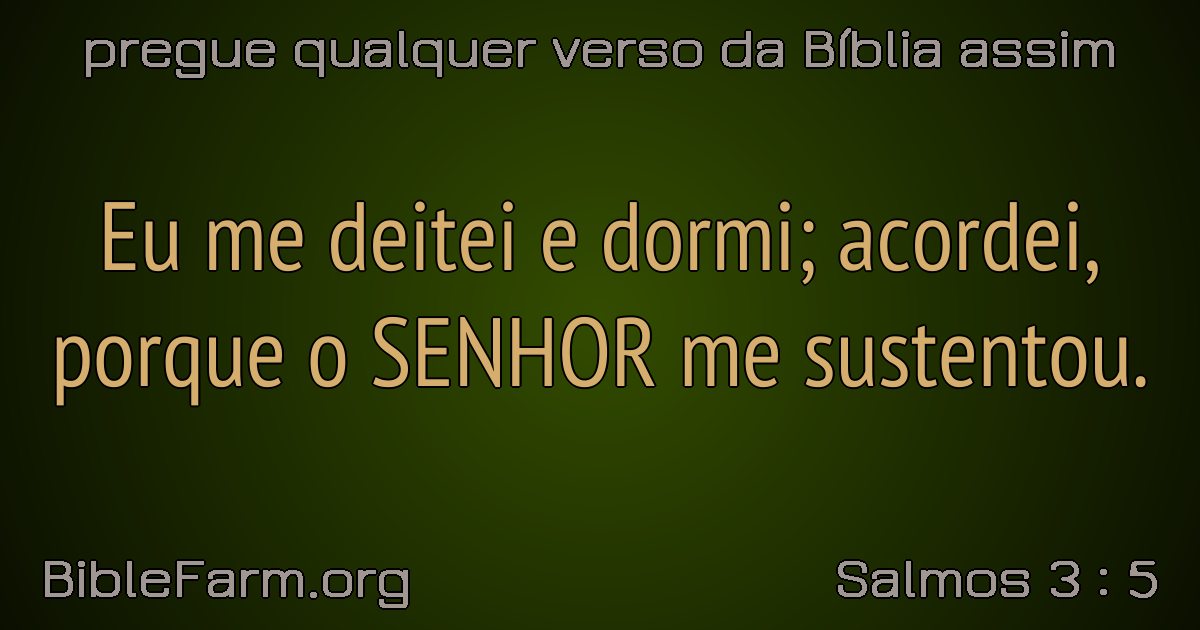 pregue qualquer verso da Bíblia assim
Eu me deitei e dormi; acordei,
porque o SENHOR me sustentou.
BibleFarm.org
Salmos 3 : 5